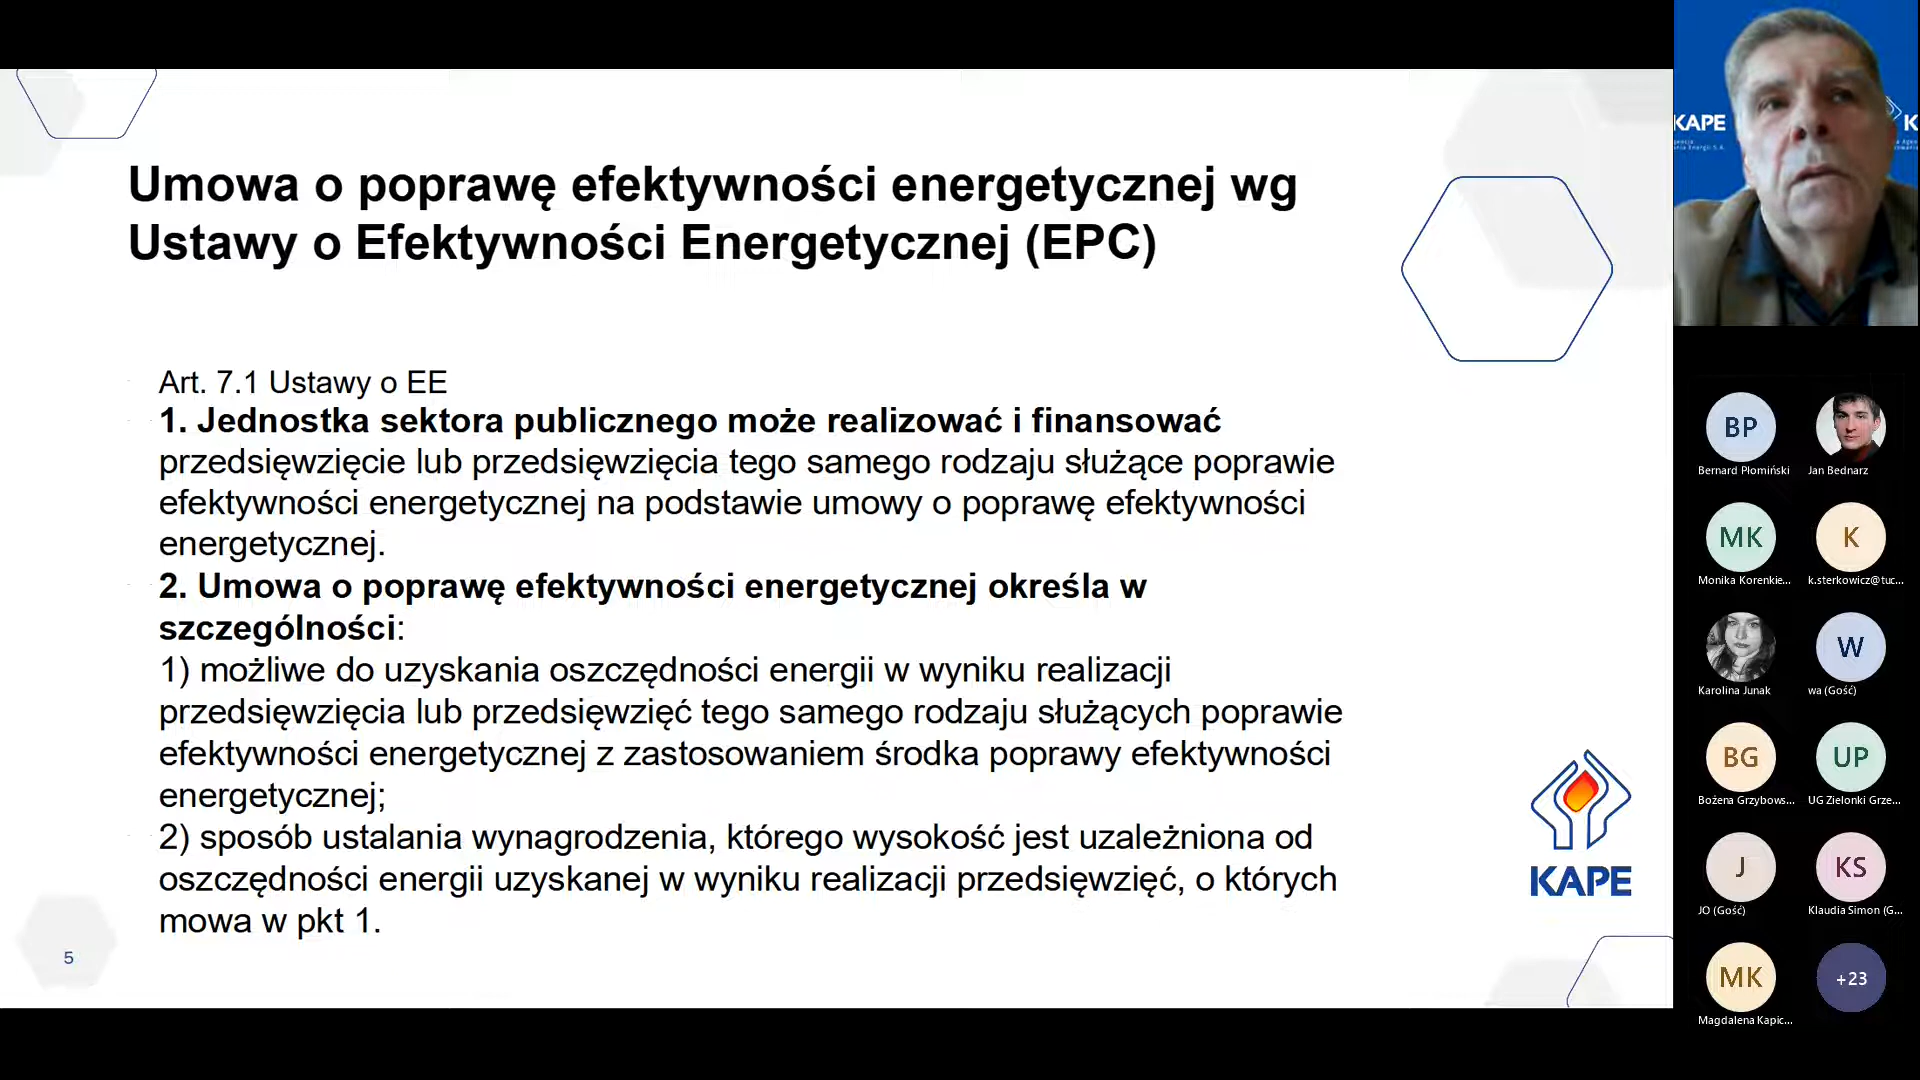 Umowa o poprawę efektywności energetycznej wg
Ustawy o Efektywności Energetycznej (EPC)
Art. 7.1 Ustawy o EE
1. Jednostka sektora publicznego może realizować i finansować
przedsięwzięcie lub przedsięwzięcia tego samego rodzaju służące poprawie
efektywności energetycznej na podstawie umowy o poprawę efektywności
energetycznej.
2. Umowa o poprawę efektywności energetycznej określa w
szczególności:
1) możliwe do uzyskania oszczędności energii w wyniku realizacji
przedsięwzięcia lub przedsięwzięć tego samego rodzaju służących poprawie
efektywności energetycznej z zastosowaniem środka poprawy efektywności
energetycznej;
2) sposób ustalania wynagrodzenia, którego wysokość jest uzależniona od
oszczędności energii uzyskanej w wyniku realizacji przedsięwzięć, o których
mowa w pkt 1.
5
KAPE
KAPE
K
BP
Bernard Płomiński
Jan Bednarz
MK
Monika Korenkie...
K
k.sterkowicz@tuc...
Karolina Junak
W
wa (Gość)
BG
Bożena Grzybows...
UP
UG Zielonki Grze...
J
JO (Gość)
KS
Klaudia Simon (G...
MK
Magdalena Kapic...
+23